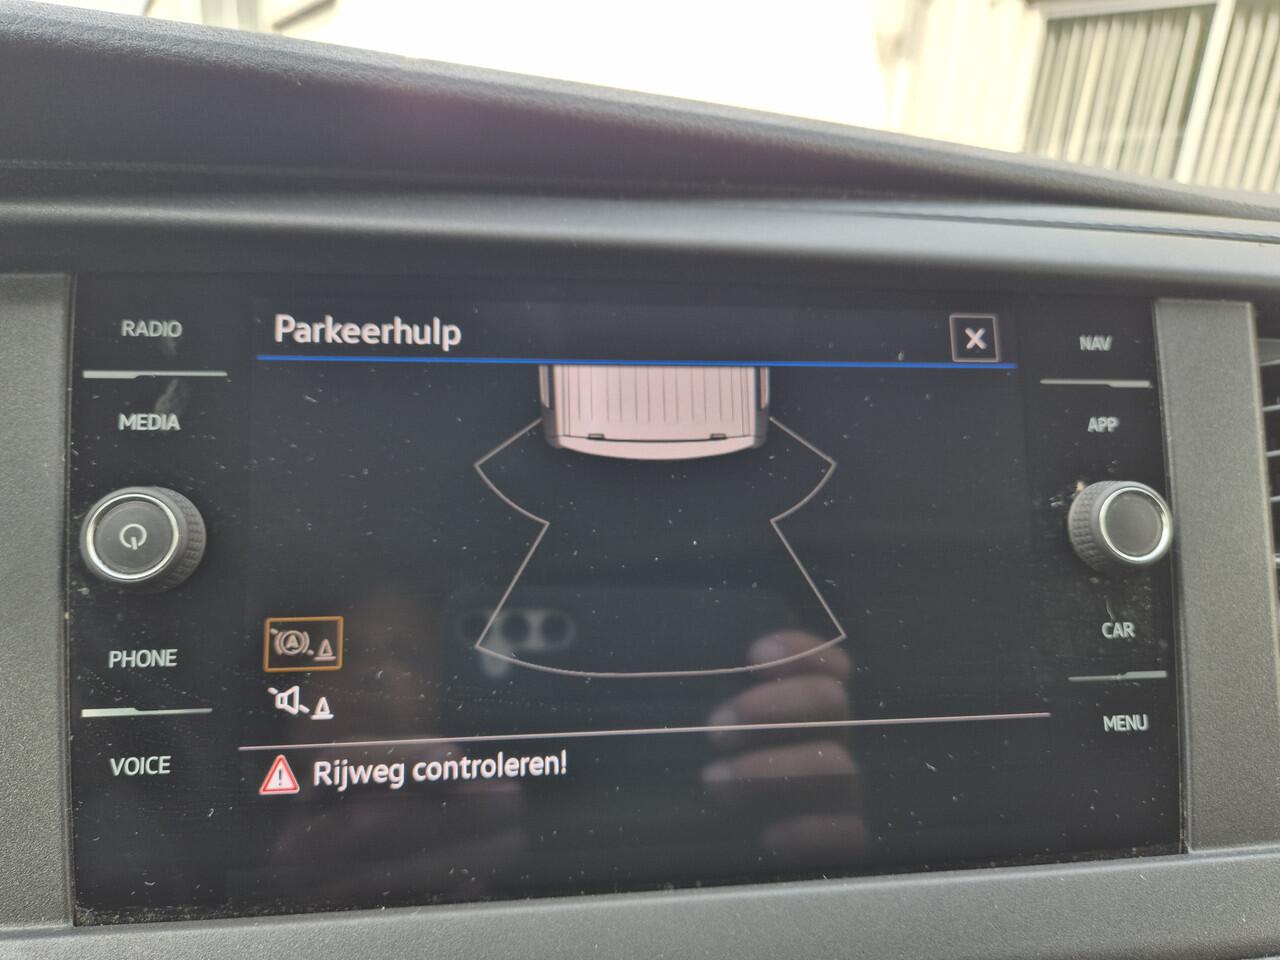 Parkeerhulp
X
RADIO
MEDIA
PHONE
VOICE
NAV
APP
CAR
MENU
A
Rijweg controleren!